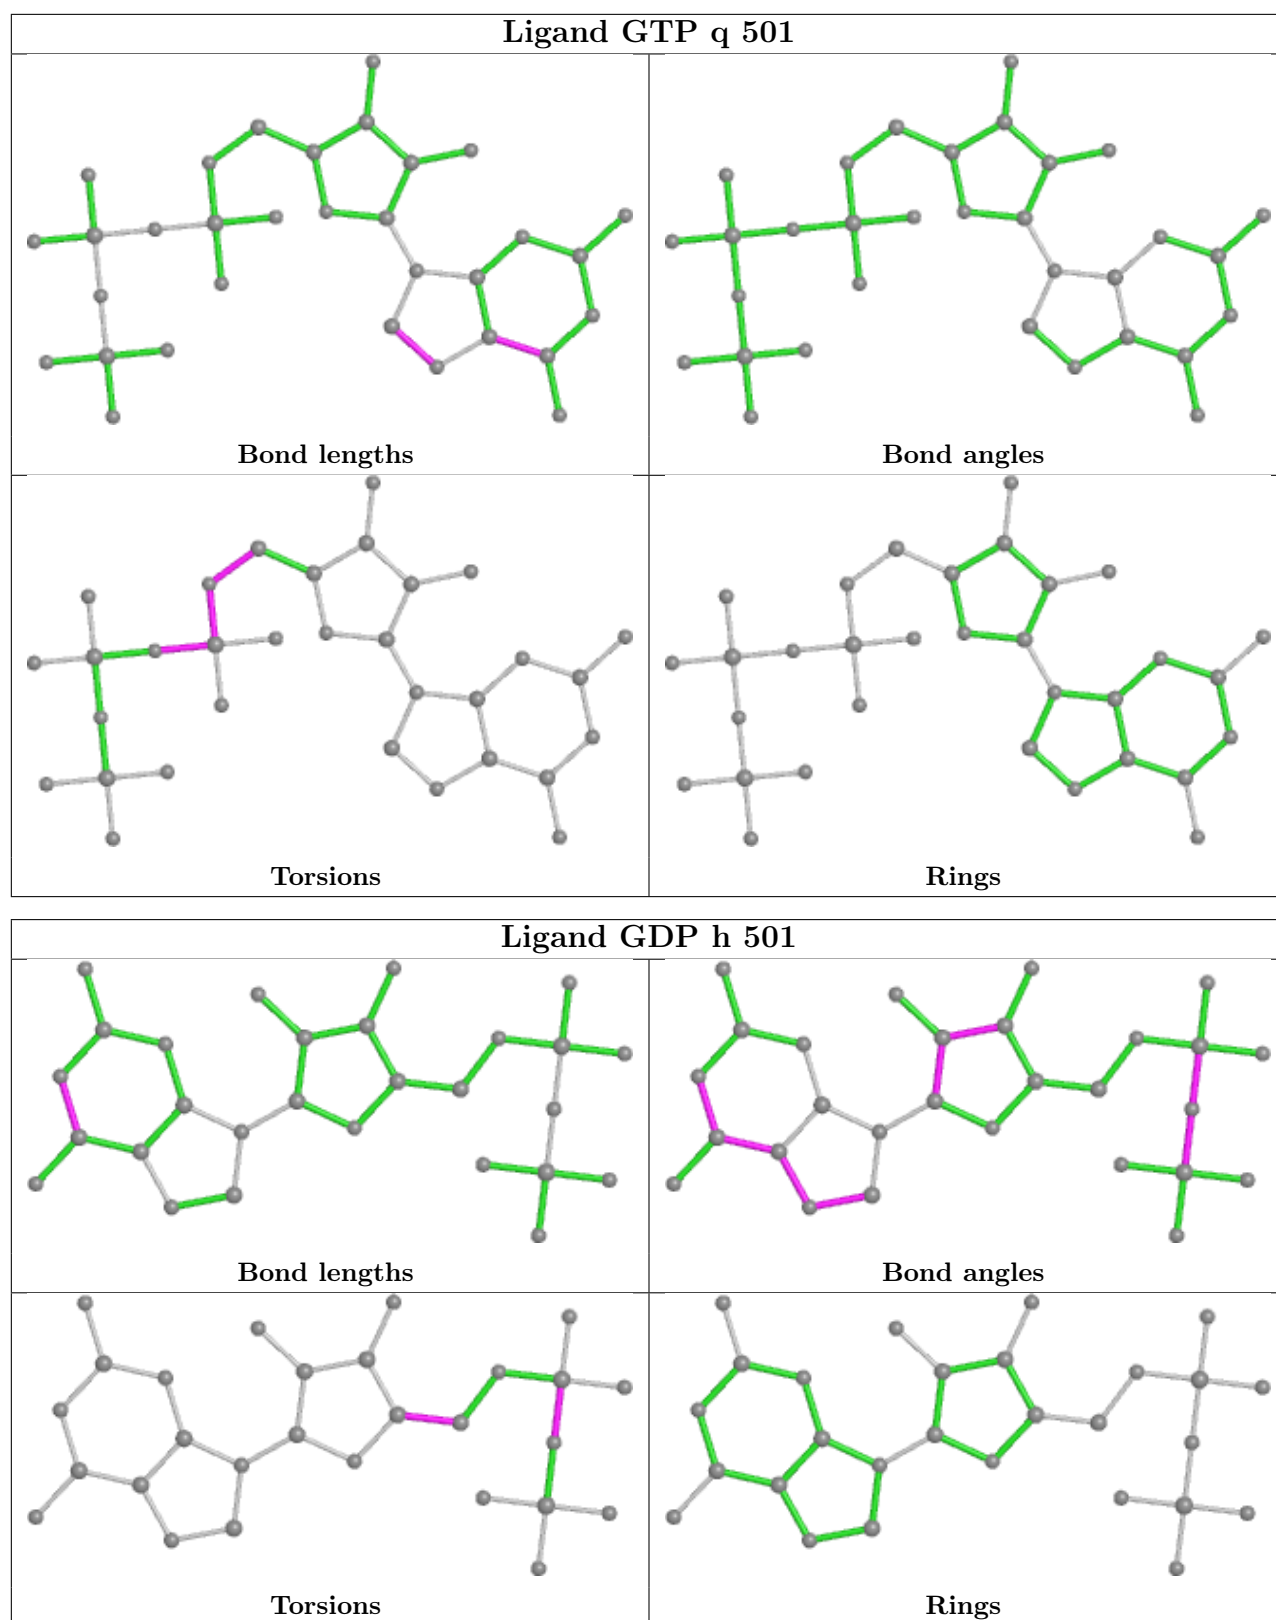 Ligand GTP q 501
Bond lengths
Bond angles
Torsions
Rings
Ligand GDP h 501
Bond lengths
Bond angles
Torsions
Rings